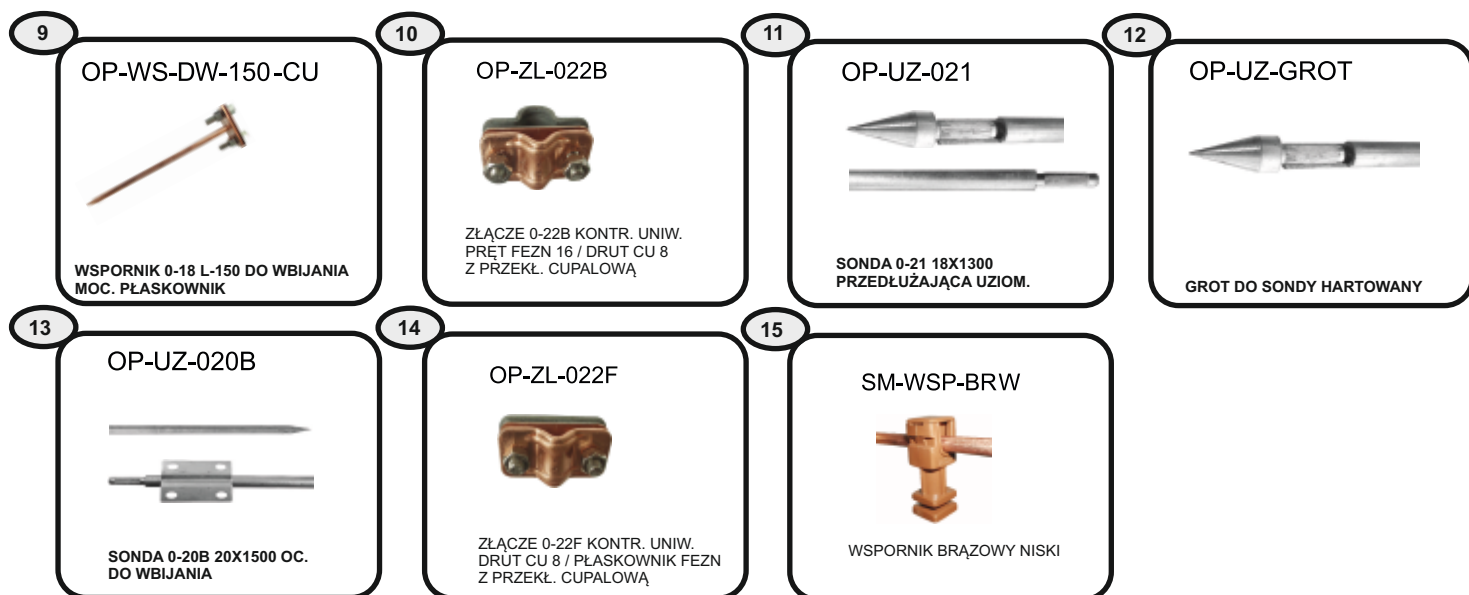 9
OP-WS-DW-150-CU
WSPORNIK 0-18 L-150 DO WBIJANIA
MOC. PŁASKOWNIK
10
OP-ZL-022B
ZŁĄCZE 0-22B KONTR. UNIW.
PRĘT FEZN 16 / DRUT CU 8
Z PRZEKŁ. CUPALOWĄ
11
OP-UZ-021
SONDA 0-21 18X1300
PRZEDŁUŻAJĄCA UZIOM.
12
OP-UZ-GROT
GROT DO SONDY HARTOWANY
13
OP-UZ-020B
SONDA 0-20B 20X1500 OC.
DO WBIJANIA
14
OP-ZL-022F
ZŁĄCZE 0-22F KONTR. UNIW.
DRUT CU 8 / PŁASKOWNIK FEZN
Z PRZEKŁ. CUPALOWĄ
15
SM-WSP-BRW
WSPORNIK BRĄZOWY NISKI